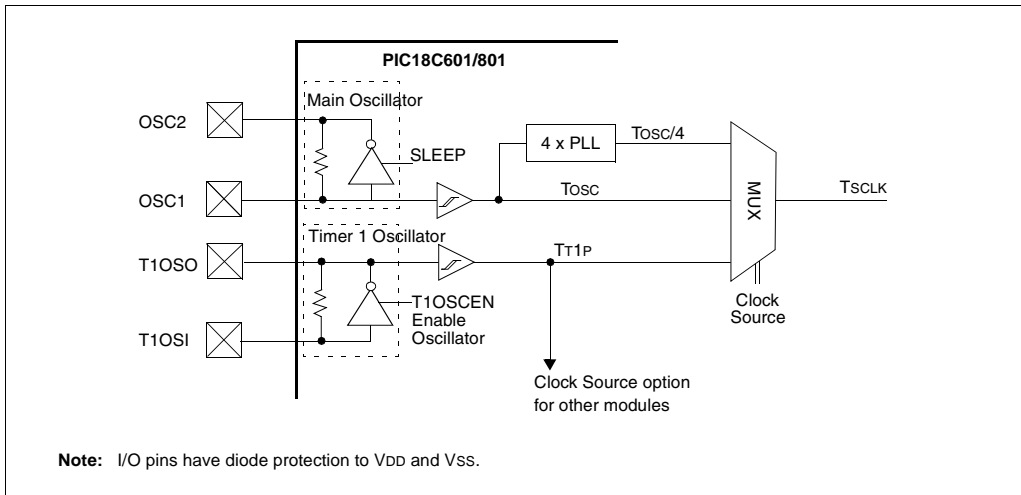 PIC18C601/801
Main Oscillator
OSC2
4 x PLL
TOSC/4
SLEEP
OSC1
TOSC
MUX
TSCLK
Timer 1 Oscillator
T1OSO
TT1P
T1OSCEN
Enable
Oscillator
Clock
Source
T1OSI
Clock Source option
for other modules
Note: I/O pins have diode protection to VDD and VSS.